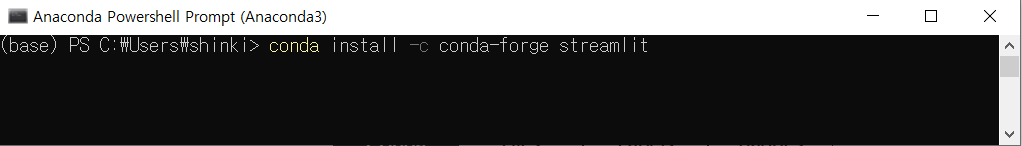 Anaconda Powershell Prompt (Anaconda3)
(base) PS C:₩Users₩shinki> conda install -c conda-forge streamlit